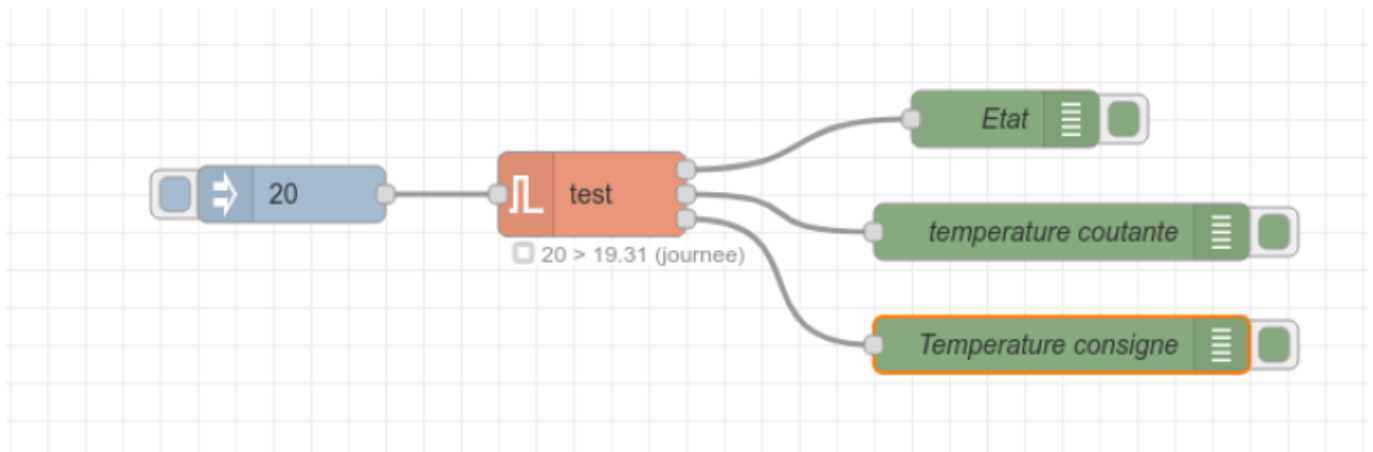 Etat
20
test
temperature coutante
20 > 19.31 (journee)
Temperature consigne